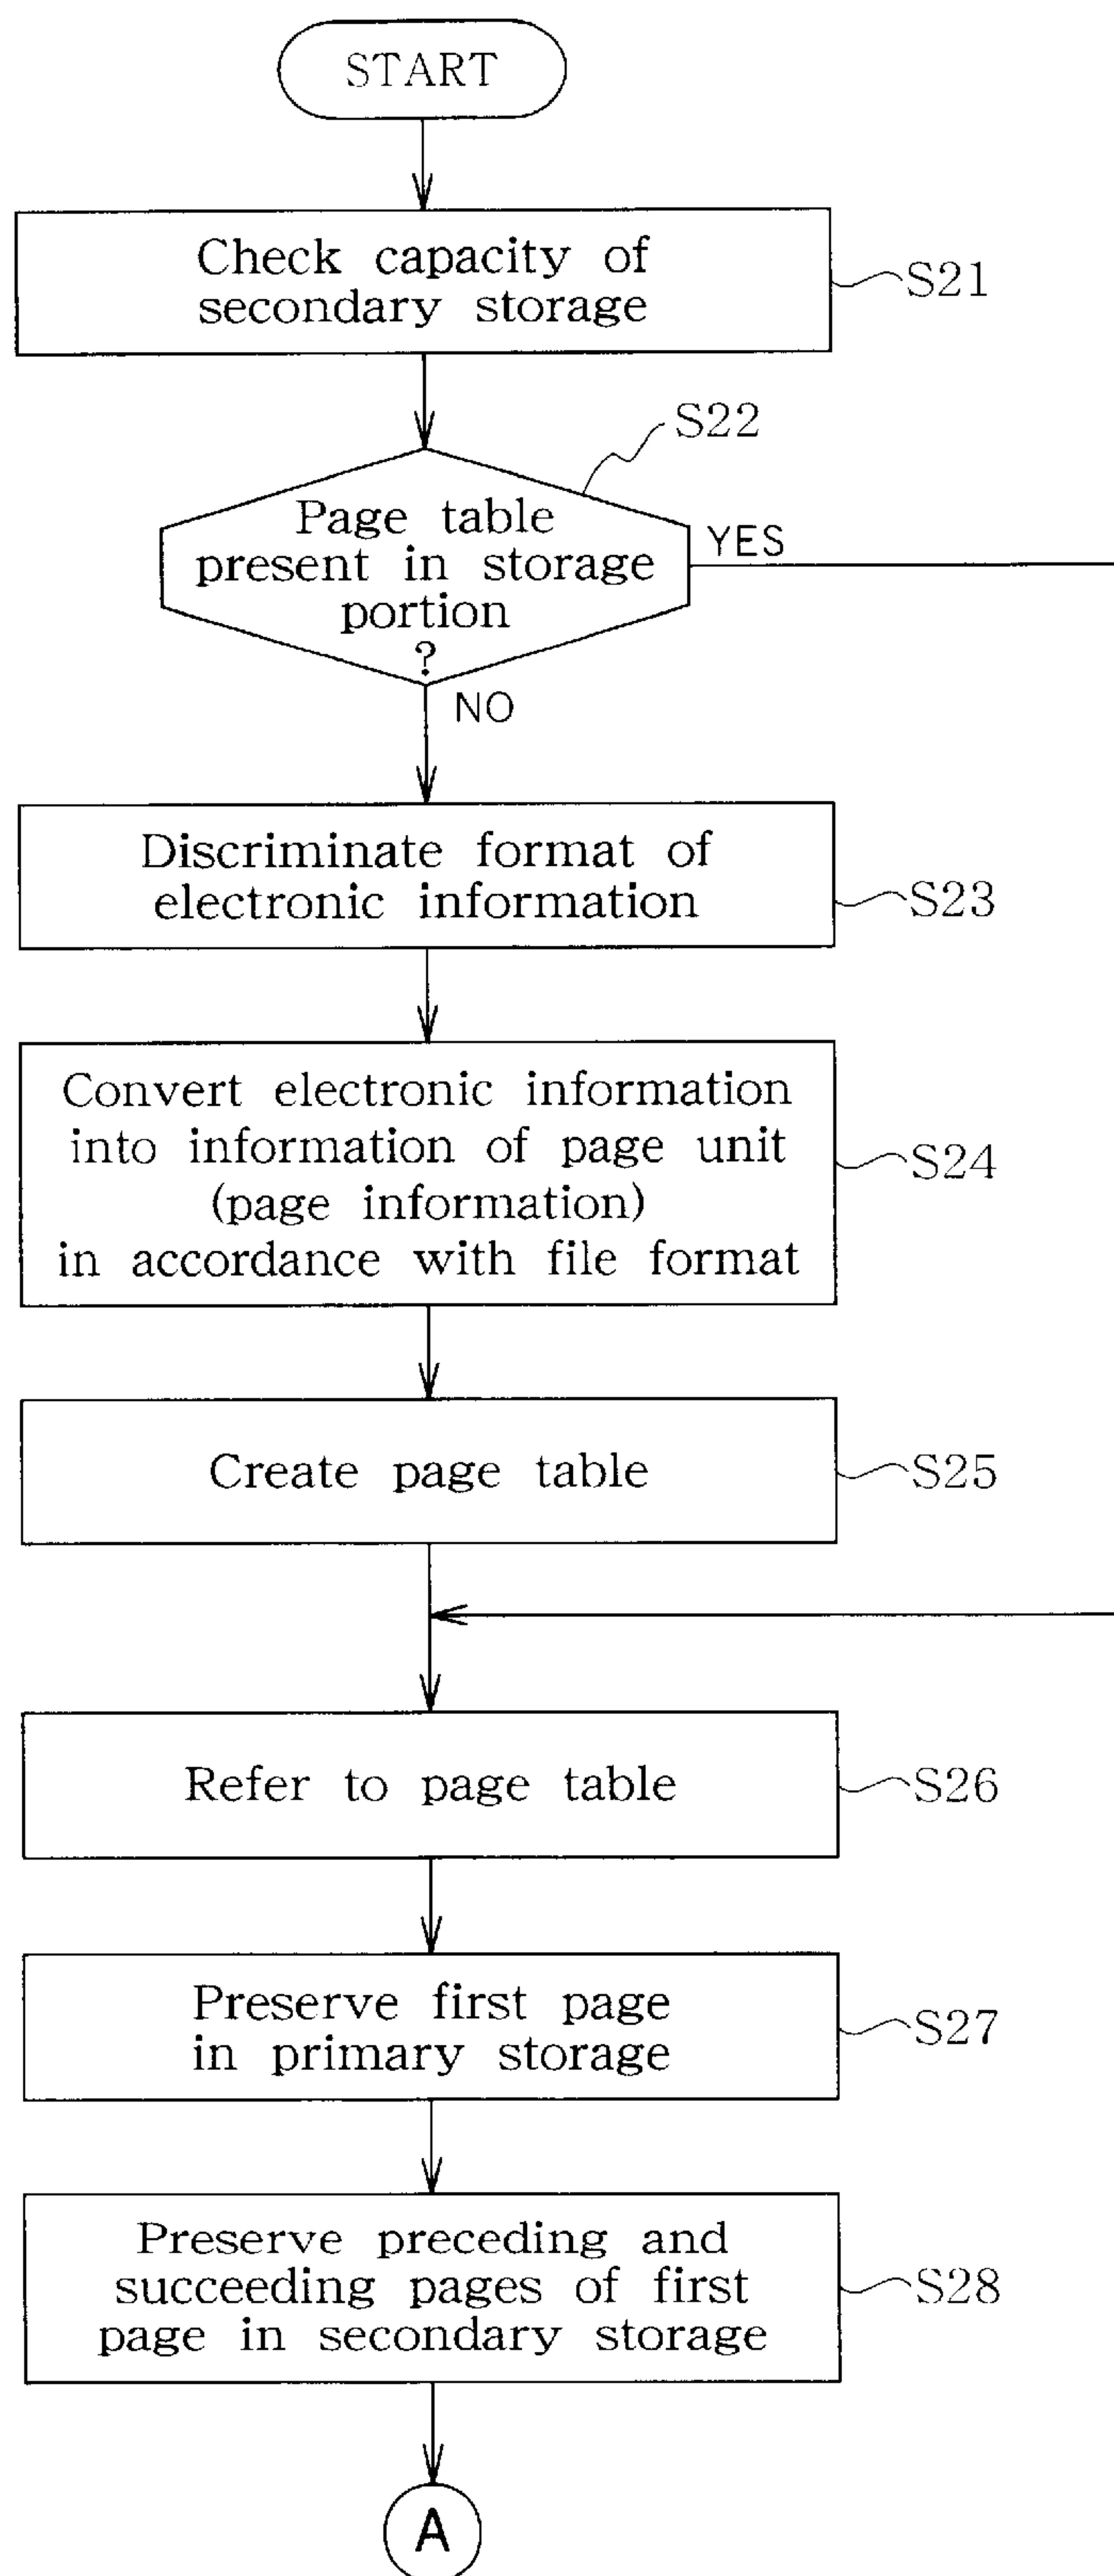 START
Check capacity of
secondary storage
S21
S22
Page table
present in storage
portion
?
YES
NO
Discriminate format of
electronic information
S23
Convert electronic information
into information of page unit
(page information)
in accordance with file format
S24
Create page table
S25
Refer to page table
S26
Preserve first page
in primary storage
S27
Preserve preceding and
succeeding pages of first
page in secondary storage
S28
A